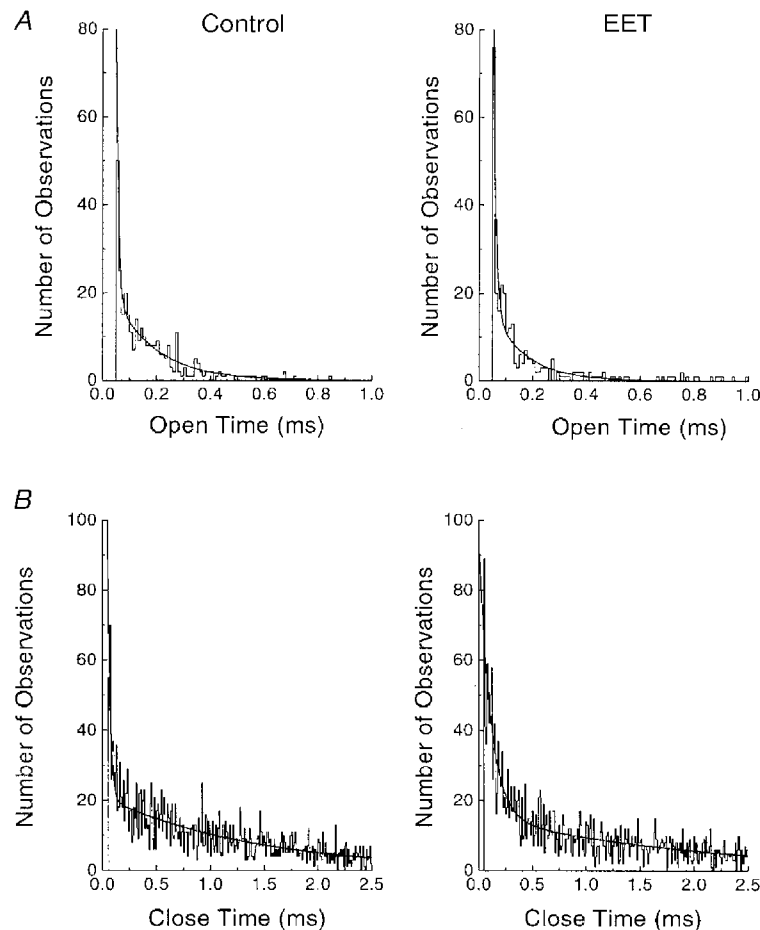 A Control EET
80 80
60 60
40 40
20 20
0 0
0.0 0.2 0.4 0.6 0.8 1.0 0.0 0.2 0.4 0.6 0.8 1.0
Number of Observations Number of Observations
Open Time (ms) Open Time (ms)
B
100 100
80 80
60 60
40 40
20 20
0 0
0.0 0.5 1.0 1.5 2.0 2.5 0.0 0.5 1.0 1.5 2.0 2.5
Number of Observations Number of Observations
Close Time (ms) Close Time (ms)